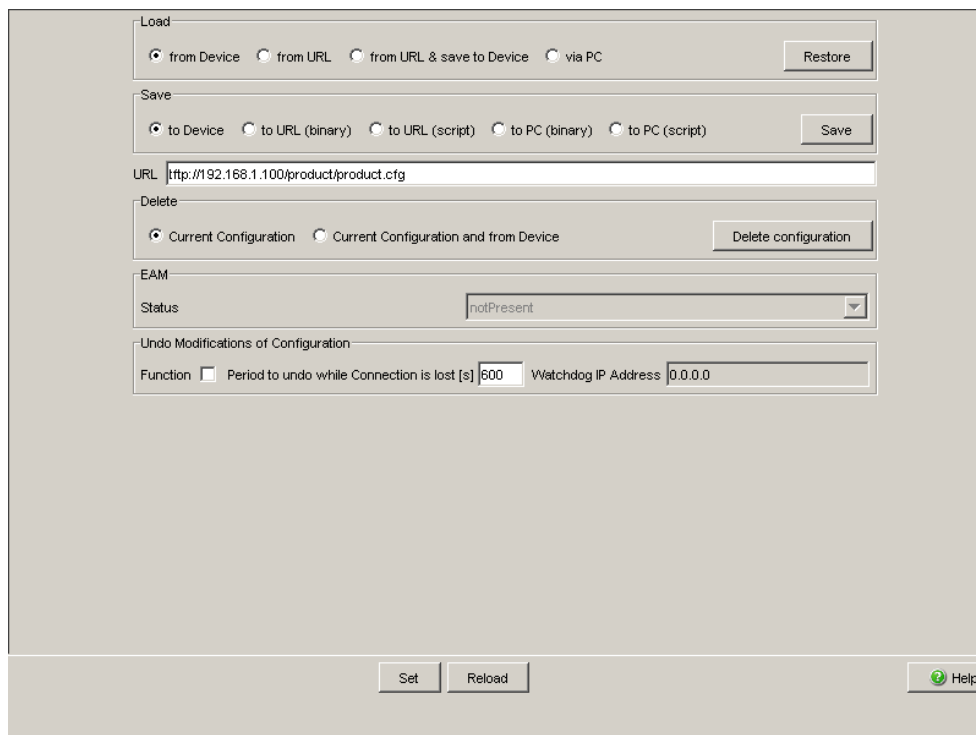 Load
from Device from URL from URL & save to Device via PC Restore
Save
to Device to URL (binary) to URL (script) to PC (binary) to PC (script) Save
URL tftp://192.168.1.100/product/product.cfg
Delete
Current Configuration Current Configuration and from Device Delete configuration
EAM
Status notPresent
Undo Modifications of Configuration
Function Period to undo while Connection is lost [s] 600 Watchdog IP Address 0.0.0.0
Set Reload Help